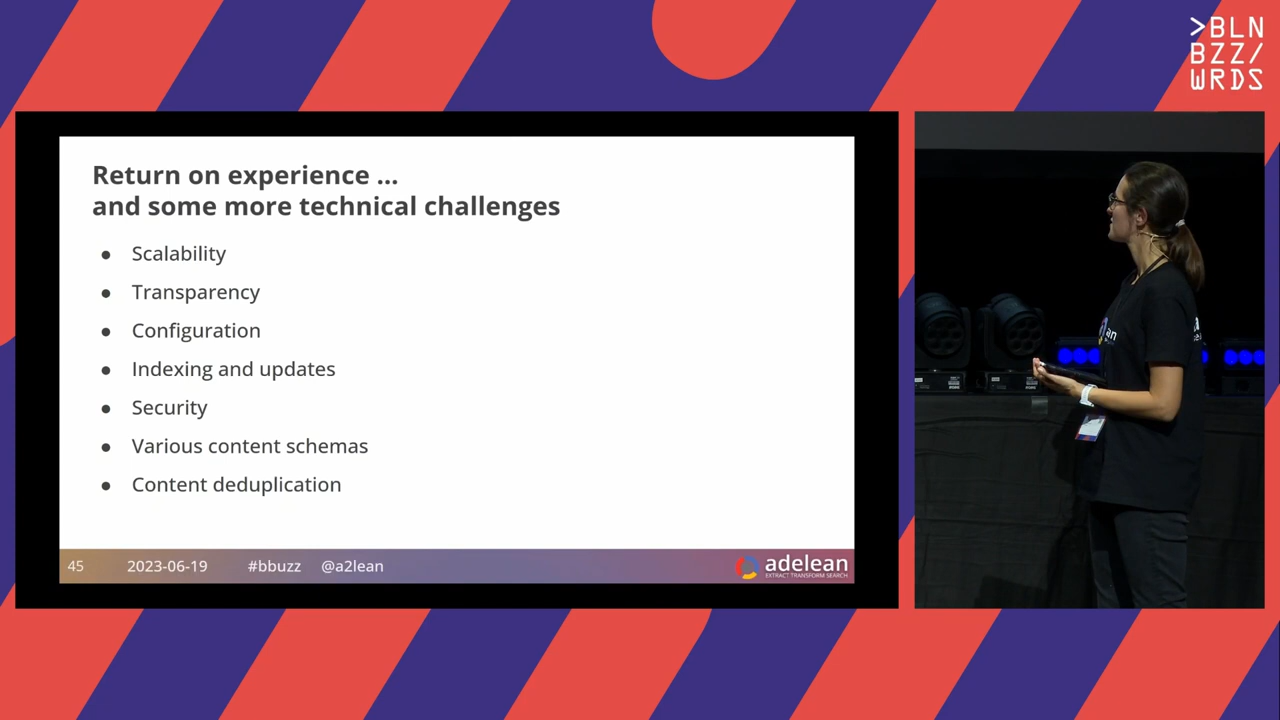 >BLN
BZZ/
WRDS
Return on experience ...
and some more technical challenges
● Scalability
● Transparency
● Configuration
● Indexing and updates
● Security
● Various content schemas
● Content deduplication
45 2023-06-19 #bbuzz @a2lean
adelean
EXTRACT TRANSFORM SEARCH